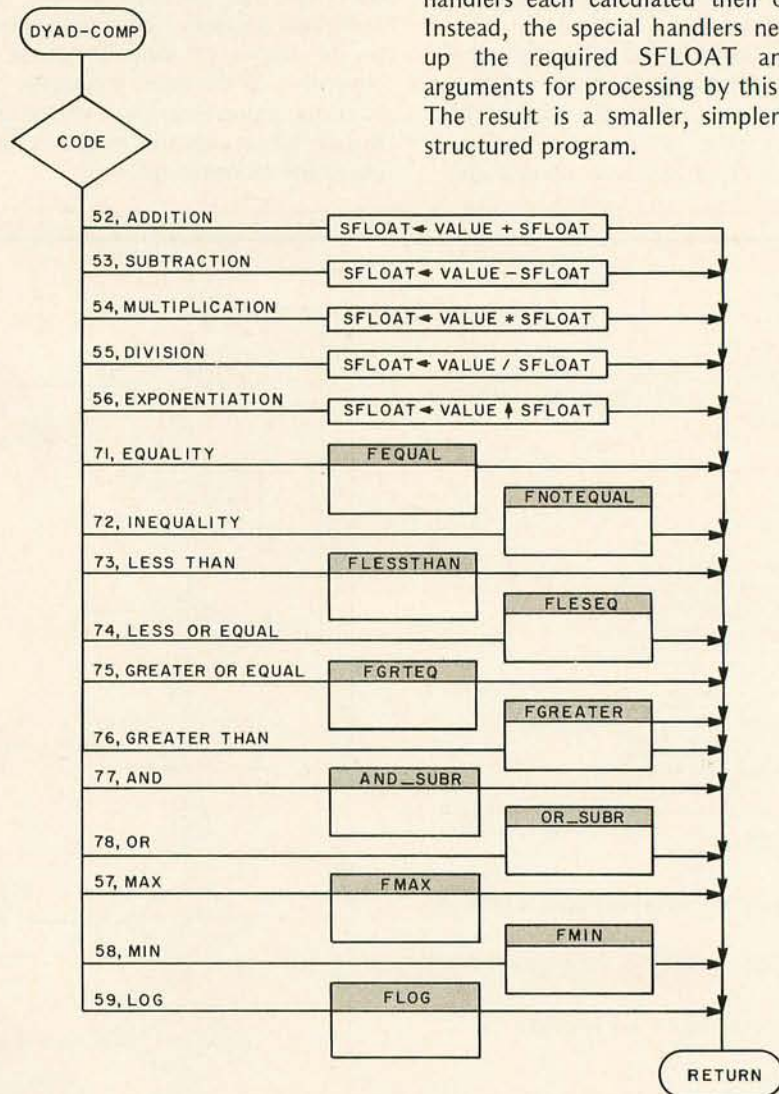 handlers each calculated their
Instead, the special handlers
up the required SFLOAT
arguments for processing by this
The result is a smaller, simpler
structured program.
DYAD-COMP
CODE
52, ADDITION
SFLOAT ← VALUE + SFLOAT
53, SUBTRACTION
SFLOAT ← VALUE − SFLOAT
54, MULTIPLICATION
SFLOAT ← VALUE * SFLOAT
55, DIVISION
SFLOAT ← VALUE / SFLOAT
56, EXPONENTIATION
SFLOAT ← VALUE ↑ SFLOAT
71, EQUALITY
FEQUAL
FNOTEQUAL
72, INEQUALITY
73, LESS THAN
FLESSTHAN
FLESEQ
74, LESS OR EQUAL
75, GREATER OR EQUAL
FGRTEQ
FGREATER
76, GREATER THAN
77, AND
AND_SUBR
OR_SUBR
78, OR
57, MAX
FMAX
FMIN
58, MIN
59, LOG
FLOG
RETURN